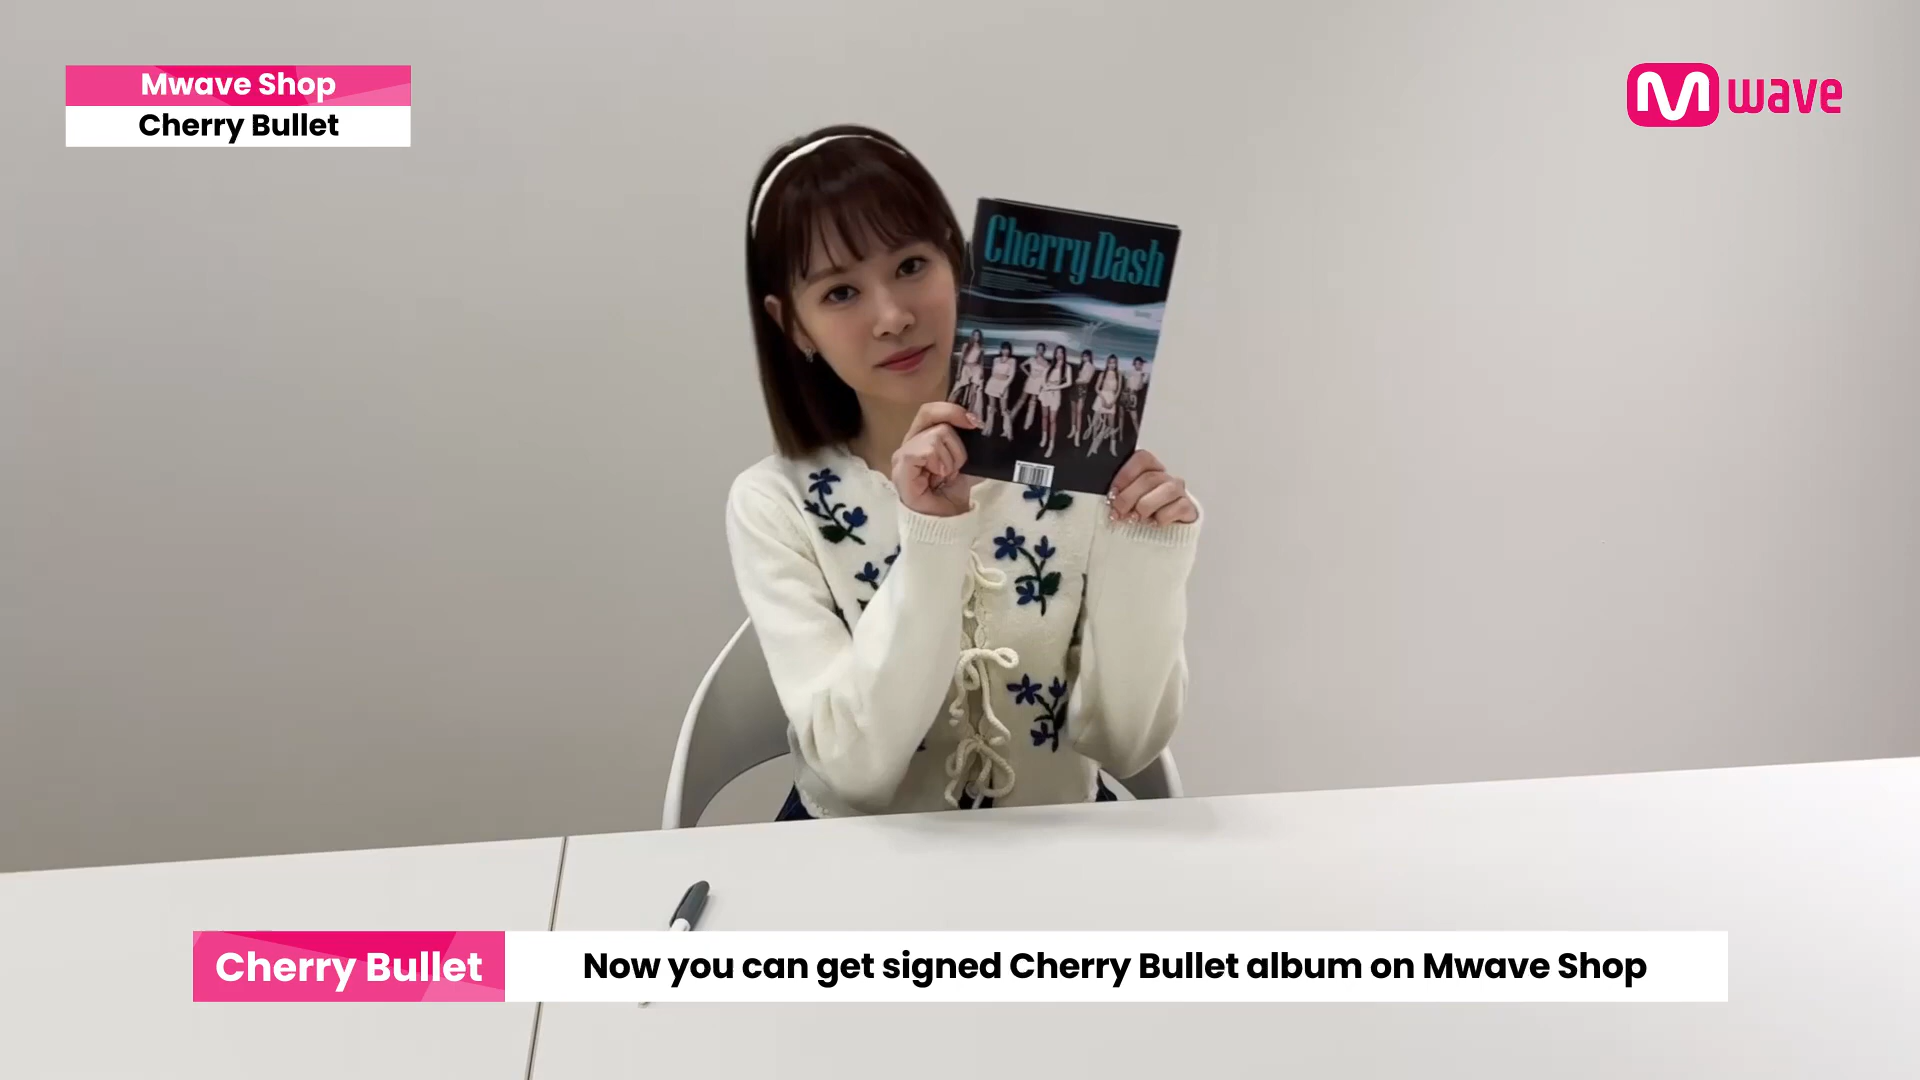 Mwave Shop
Cherry Bullet
M wave
Cherry Dash
Cherry Bullet
Now you can get signed Cherry Bullet album on Mwave Shop